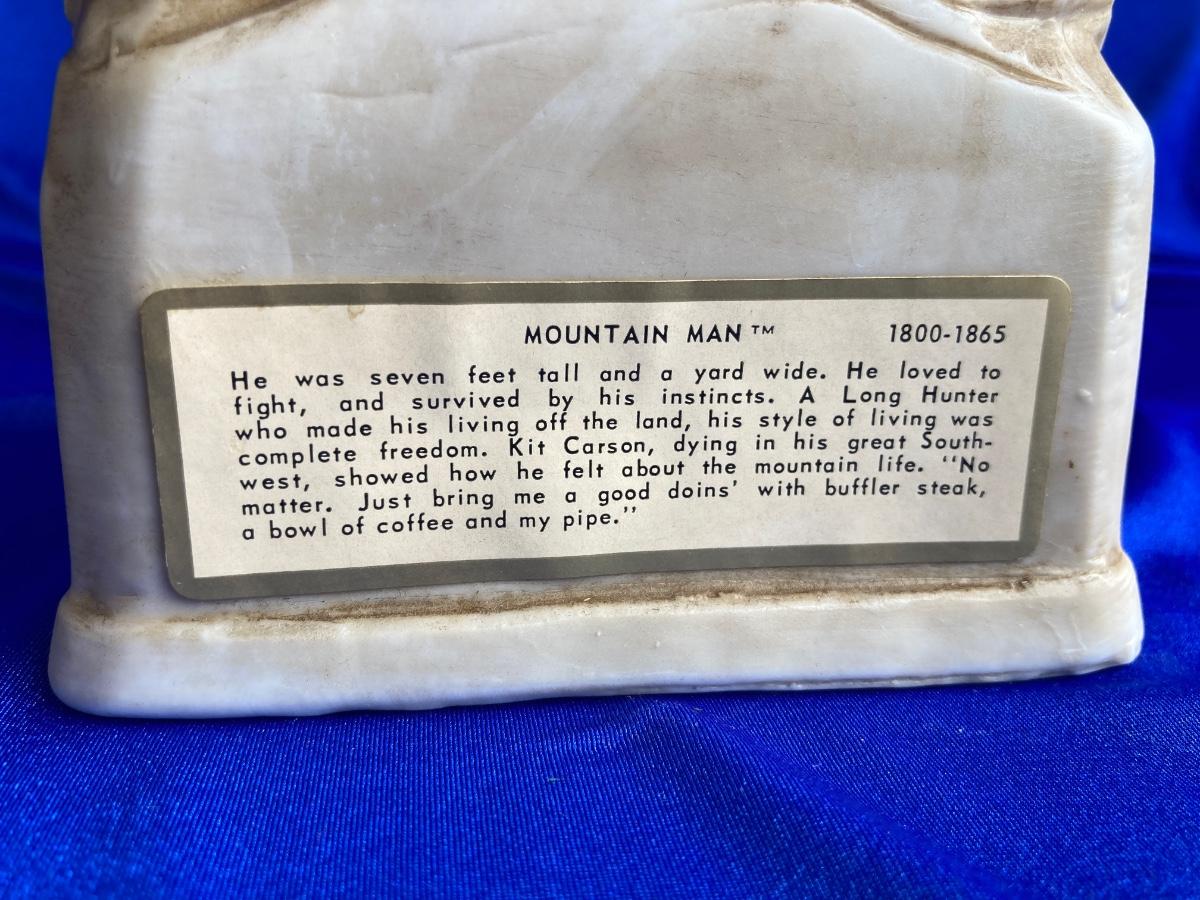 MOUNTAIN MAN™ 1800-1865
He was seven feet tall and a yard wide. He loved to
fight, and survived by his instincts. A Long Hunter
who made his living off the land, his style of living was
complete freedom. Kit Carson, dying in his great South-
west, showed how he felt about the mountain life. “No
matter. Just bring me a good doins’ with buffler steak,
a bowl of coffee and my pipe.”